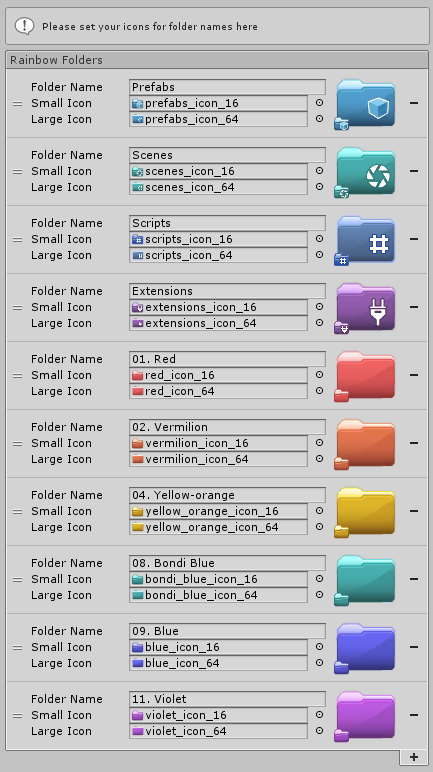 Please set your icons for folder names here
Rainbow Folders
Folder Name Prefabs
Small Icon prefabs_icon_16
Large Icon prefabs_icon_64
Folder Name Scenes
Small Icon scenes_icon_16
Large Icon scenes_icon_64
Folder Name Scripts
Small Icon scripts_icon_16
Large Icon scripts_icon_64
Folder Name Extensions
Small Icon extensions_icon_16
Large Icon extensions_icon_64
Folder Name 01. Red
Small Icon red_icon_16
Large Icon red_icon_64
Folder Name 02. Vermilion
Small Icon vermilion_icon_16
Large Icon vermilion_icon_64
Folder Name 04. Yellow-orange
Small Icon yellow_orange_icon_16
Large Icon yellow_orange_icon_64
Folder Name 08. Bondi Blue
Small Icon bondi_blue_icon_16
Large Icon bondi_blue_icon_64
Folder Name 09. Blue
Small Icon blue_icon_16
Large Icon blue_icon_64
Folder Name 11. Violet
Small Icon violet_icon_16
Large Icon violet_icon_64